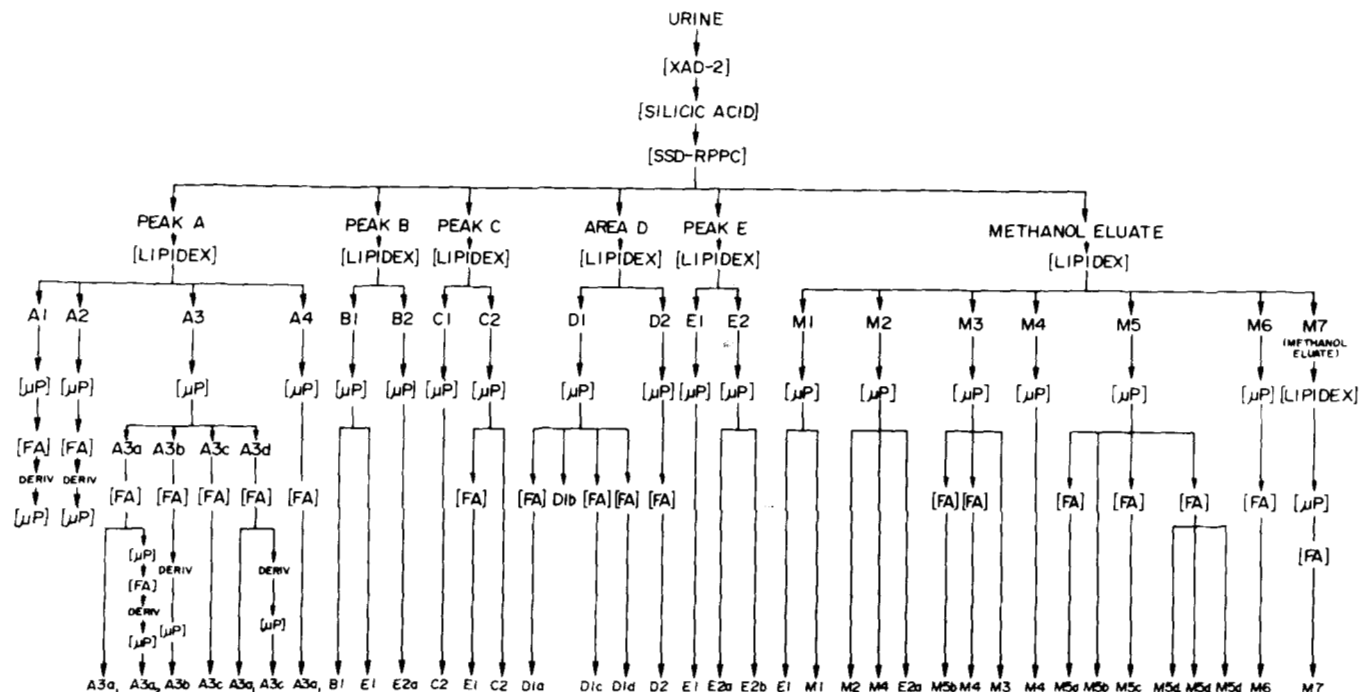 URINE
[XAD-2]
[SILICIC ACID]
[SSD-RPPC]
PEAK A PEAK B PEAK C AREA D PEAK E METHANOL ELUATE
[LIPIDEX] [LIPIDEX] [LIPIDEX] [LIPIDEX] [LIPIDEX] [LIPIDEX]
A1 A2 A3 A4 B1 B2 C1 C2 D1 D2 E1 E2 M1 M2 M3 M4 M5 M6 M7
(METHANOL
ELUATE)
[μP] [μP] [μP] [μP] [μP] [μP] [μP] [μP] [μP] [μP] [μP] [μP] [μP] [μP] [μP] [μP] [μP] [μP] [LIPIDEX]
[FA] [FA] A3a A3b A3c A3d
DERIV DERIV [FA] [FA] [FA] [FA] [FA] [FA] [FA] D1b [FA] [FA] [FA] [FA] [FA] [FA] [FA] [FA] [FA] [μP]
[μP] [μP]
[μP] DERIV DERIV [FA]
[FA]
DERIV
[μP] [μP] [μP]
A3a₁ A3a₂ A3b A3c A3a₁ A3c A3a₁ B1 E1 E2a C2 E1 C2 D1a D1c D1d D2 E1 E2a E2b E1 M1 M2 M4 E2a M5b M4 M3 M4 M5a M5b M5c M5d M5d M5d M6 M7